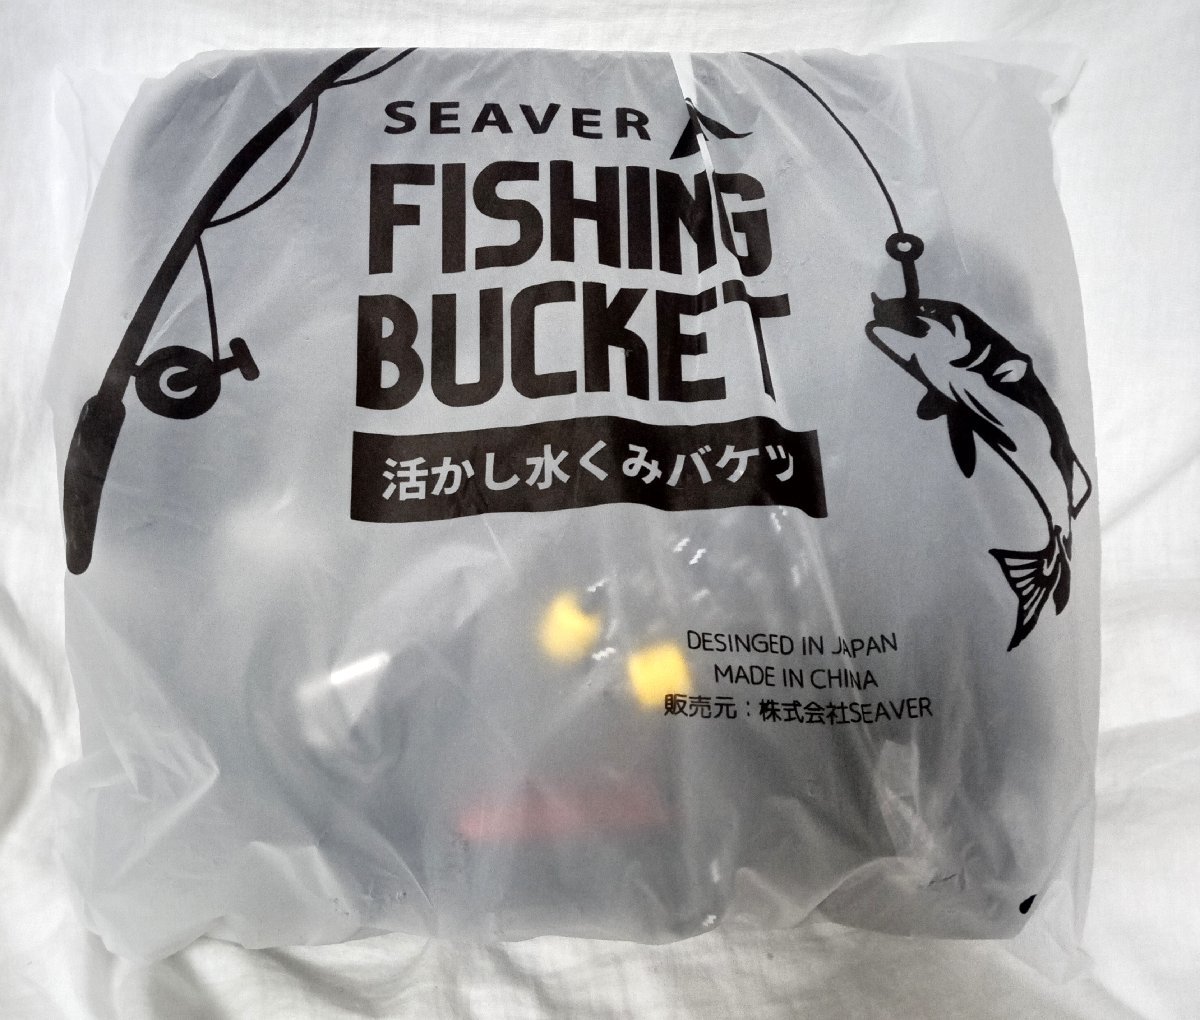 SEAVER
FISHING
BUCKET
活かし水くみバケツ
DESINGED IN JAPAN
MADE IN CHINA
販売元：株式会社SEAVER